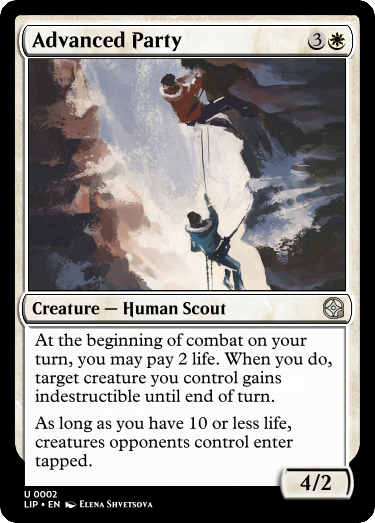 Advanced Party
3
Creature — Human Scout
At the beginning of combat on your
turn, you may pay 2 life. When you do,
target creature you control gains
indestructible until end of turn.
As long as you have 10 or less life,
creatures opponents control enter
tapped.
4/2
U 0002
LIP • EN Elena Shvetsova